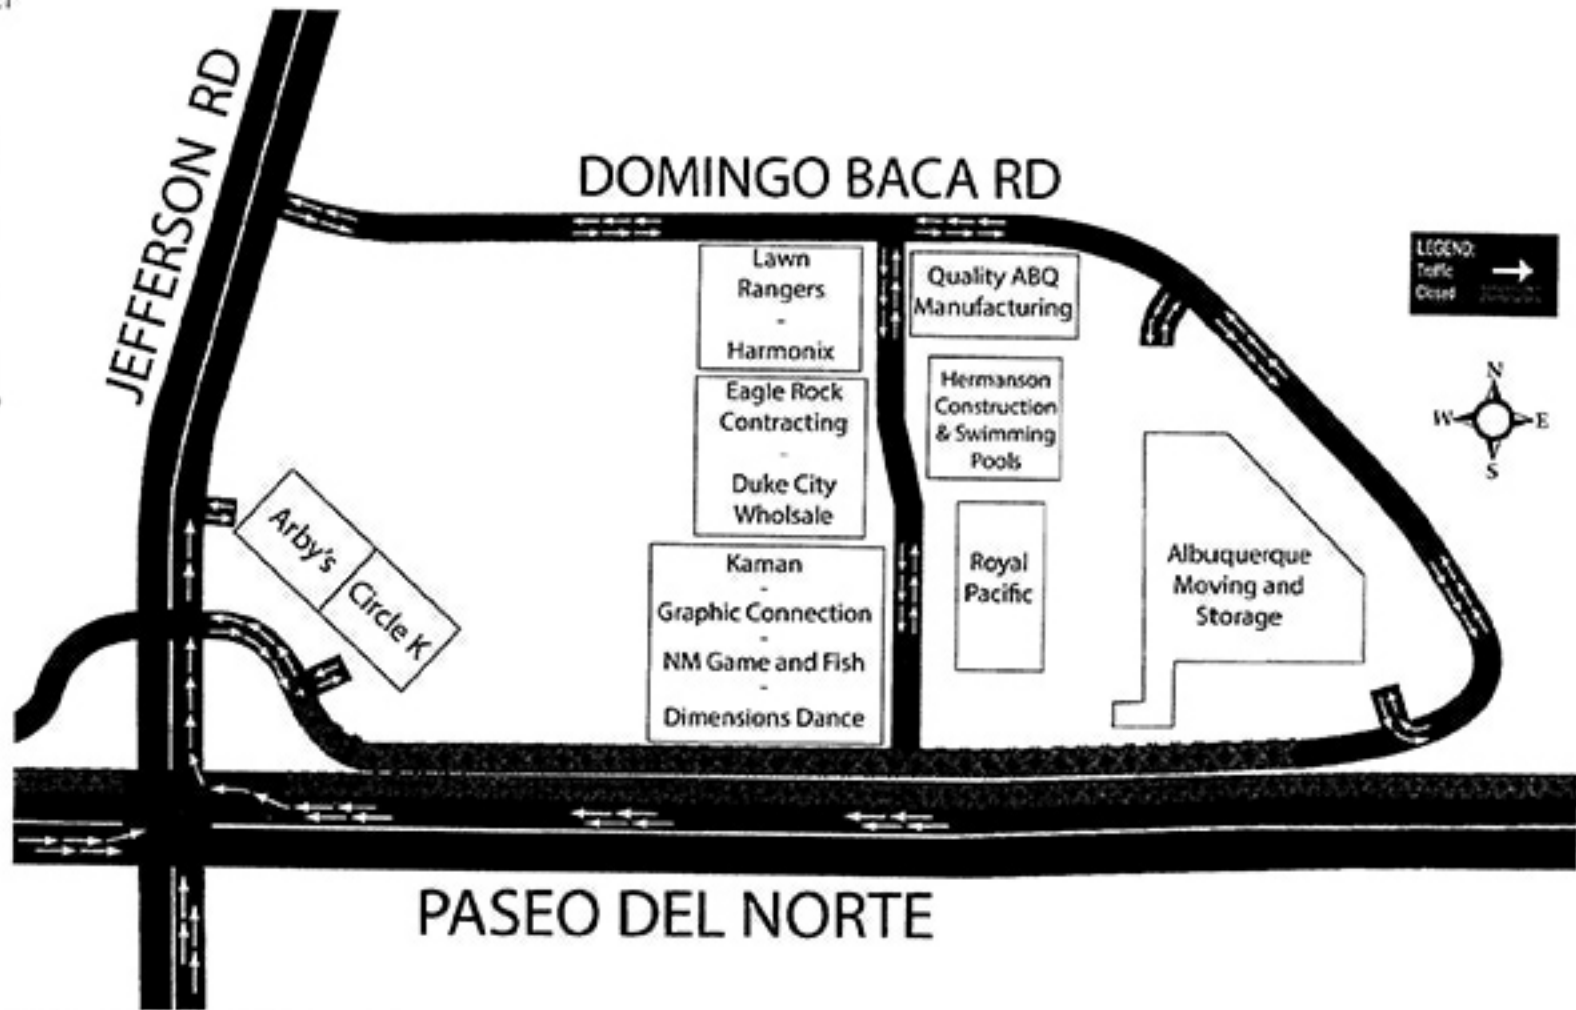 JEFFERSON RD
DOMINGO BACA RD
Lawn
Rangers
-
Harmonix
Quality ABQ
Manufacturing
LEGEND:
Traffic
Closed
Eagle Rock
Contracting
-
Duke City
Wholsale
Hermanson
Construction
& Swimming
Pools
N
W E
S
Arby's
Circle K
Kaman
-
Graphic Connection
-
NM Game and Fish
-
Dimensions Dance
Royal
Pacific
Albuquerque
Moving and
Storage
PASEO DEL NORTE